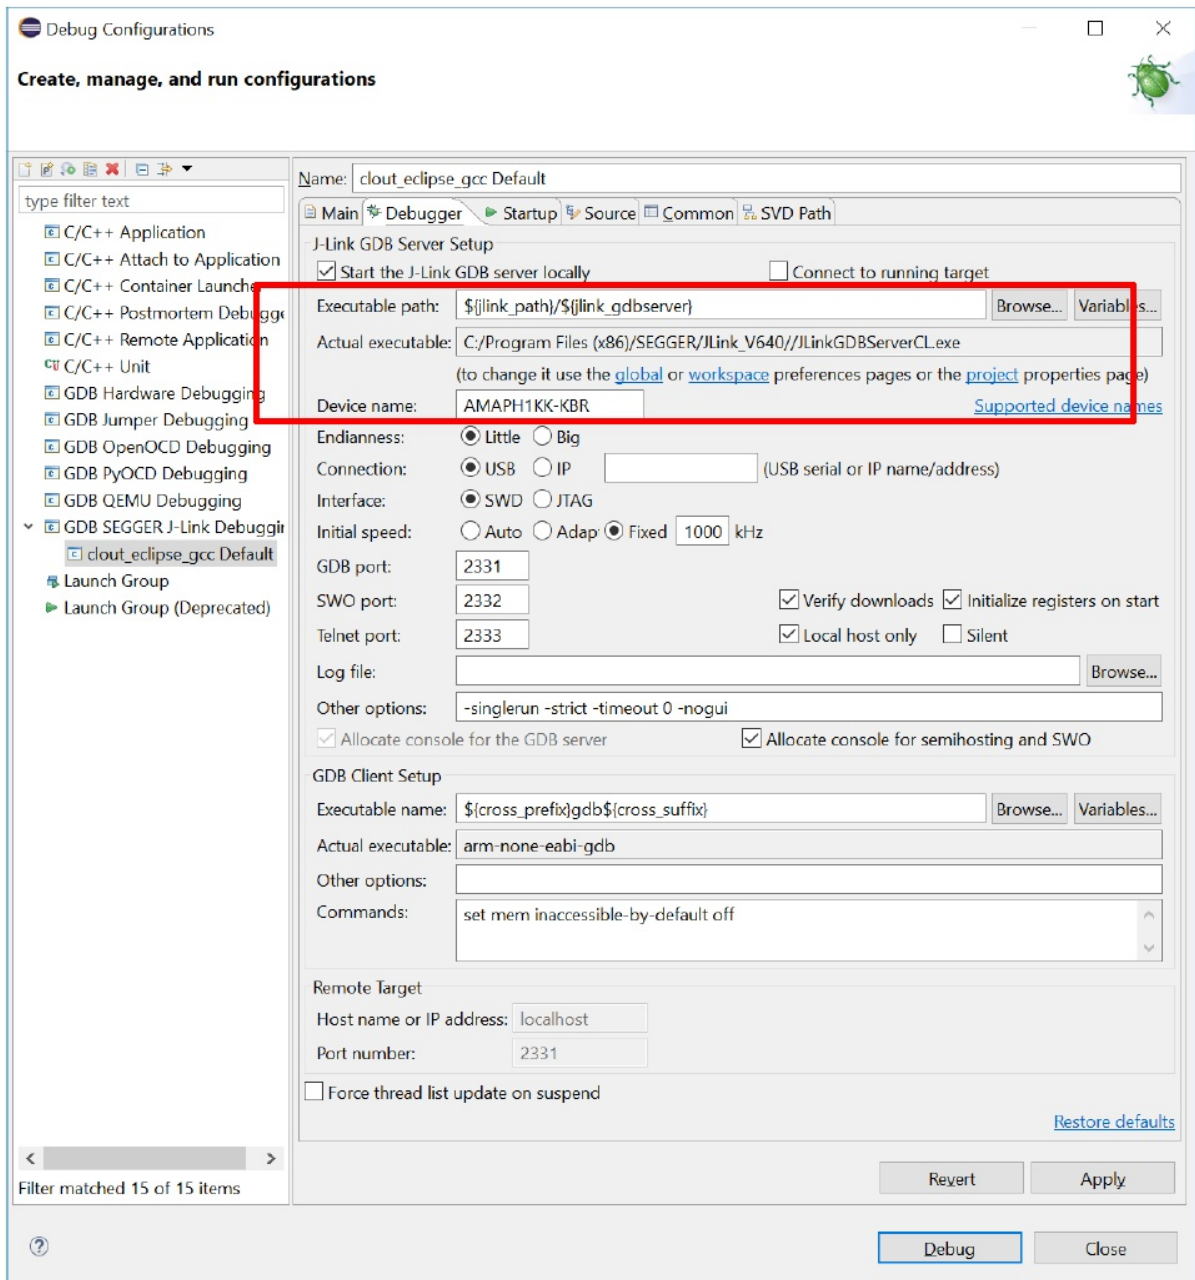 Debug Configurations
Create, manage, and run configurations
type filter text
C/C++ Application
C/C++ Attach to Application
C/C++ Container Launche
C/C++ Postmortem Debugge
C/C++ Remote Application
C/C++ Unit
GDB Hardware Debugging
GDB Jumper Debugging
GDB OpenOCD Debugging
GDB PyOCD Debugging
GDB QEMU Debugging
GDB SEGGER J-Link Debuggin
clout_eclipse_gcc Default
Launch Group
Launch Group (Deprecated)
Filter matched 15 of 15 items
Name: clout_eclipse_gcc Default
Main Debugger Startup Source Common SVD Path
J-Link GDB Server Setup
Start the J-Link GDB server locally Connect to running target
Executable path: ${jlink_path}/${jlink_gdbserver} Browse... Variables...
Actual executable: C:/Program Files (x86)/SEGGER/JLink_V640//JLinkGDBServerCL.exe
(to change it use the global or workspace preferences pages or the project properties page)
Device name: AMAPH1KK-KBR Supported device names
Endianness: Little Big
Connection: USB IP (USB serial or IP name/address)
Interface: SWD JTAG
Initial speed: Auto Adap Fixed 1000 kHz
GDB port: 2331
SWO port: 2332 Verify downloads Initialize registers on start
Telnet port: 2333 Local host only Silent
Log file: Browse...
Other options: -singlerun -strict -timeout 0 -nogui
Allocate console for the GDB server Allocate console for semihosting and SWO
GDB Client Setup
Executable name: ${cross_prefix}gdb${cross_suffix} Browse... Variables...
Actual executable: arm-none-eabi-gdb
Other options:
Commands: set mem inaccessible-by-default off
Remote Target
Host name or IP address: localhost
Port number: 2331
Force thread list update on suspend
Restore defaults
Revert Apply
Debug Close